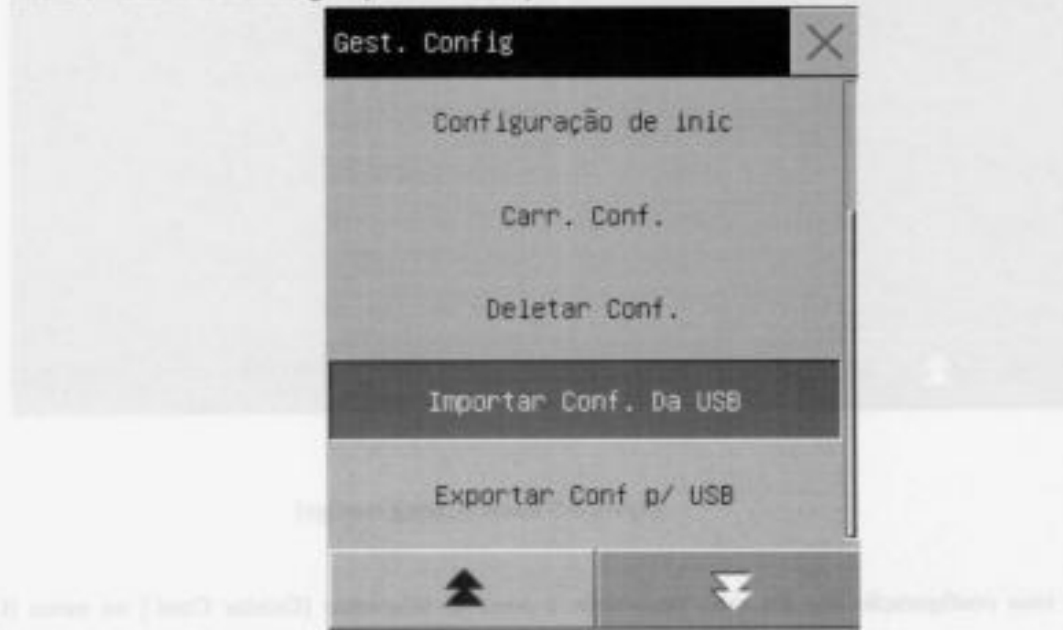 Gest. Config
Configuração de inic
Carr. Conf.
Deletar Conf.
Importar Conf. Da USB
Exportar Conf p/ USB